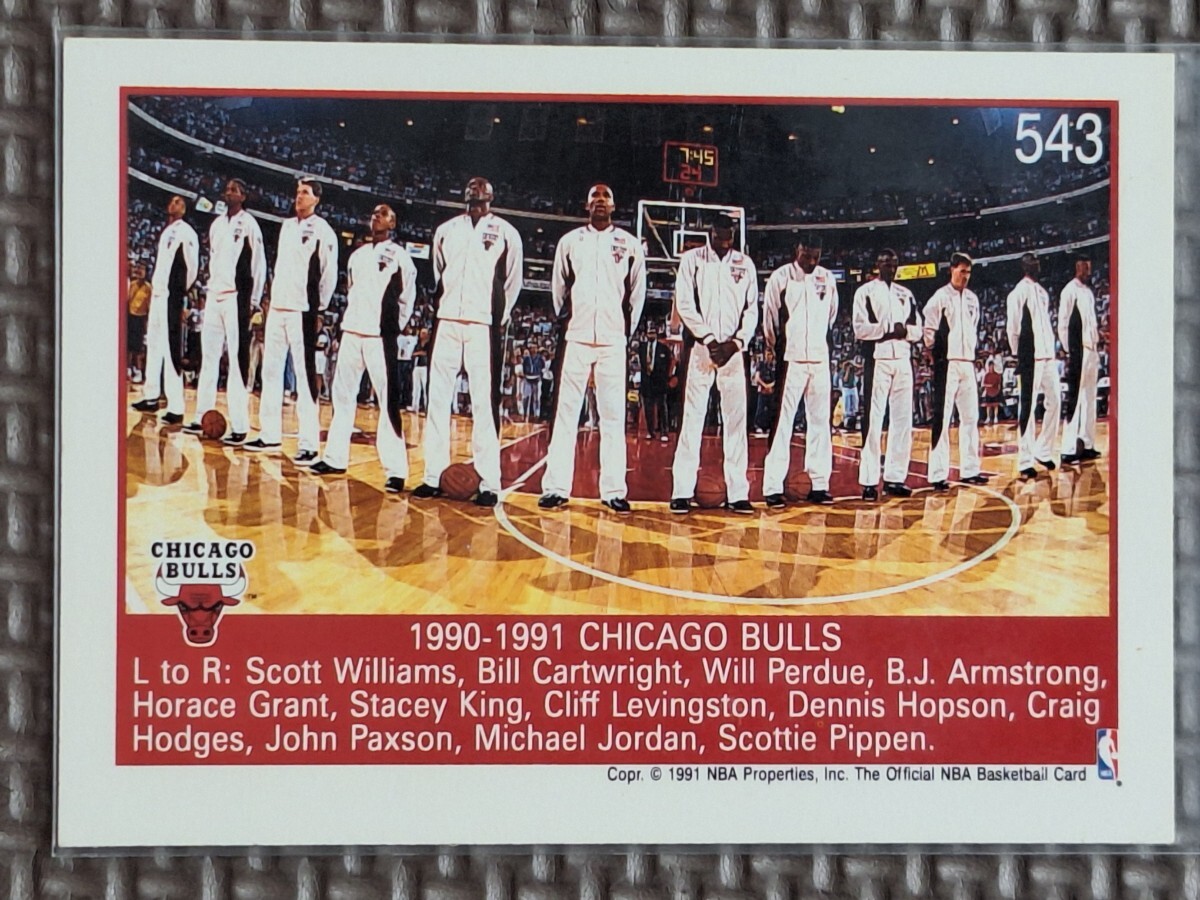 543
7:45
24
CHICAGO
BULLS
TM
1990-1991 CHICAGO BULLS
L to R: Scott Williams, Bill Cartwright, Will Perdue, B.J. Armstrong,
Horace Grant, Stacey King, Cliff Levingston, Dennis Hopson, Craig
Hodges, John Paxson, Michael Jordan, Scottie Pippen.
Copr. © 1991 NBA Properties, Inc. The Official NBA Basketball Card